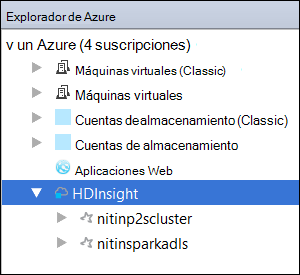 Explorador de Azure
v un Azure (4 suscripciones)
Máquinas virtuales (Classic)
Máquinas virtuales
Cuentas dealmacenamiento (Classic)
Cuentas de almacenamiento
Aplicaciones Web
HDInsight
nitinp2scluster
nitinsparkadls